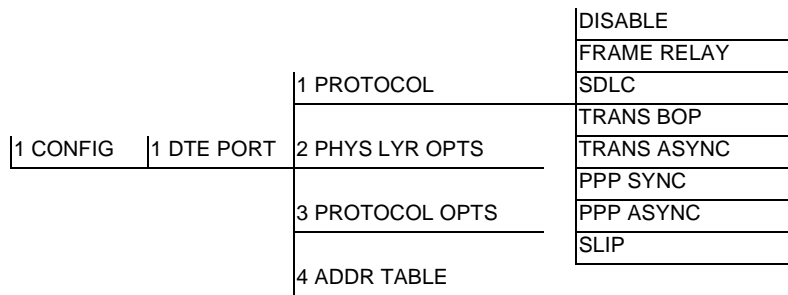 DISABLE
FRAME RELAY
1 PROTOCOL SDLC
TRANS BOP
1 CONFIG 1 DTE PORT 2 PHYS LYR OPTS TRANS ASYNC
PPP SYNC
3 PROTOCOL OPTS PPP ASYNC
SLIP
4 ADDR TABLE